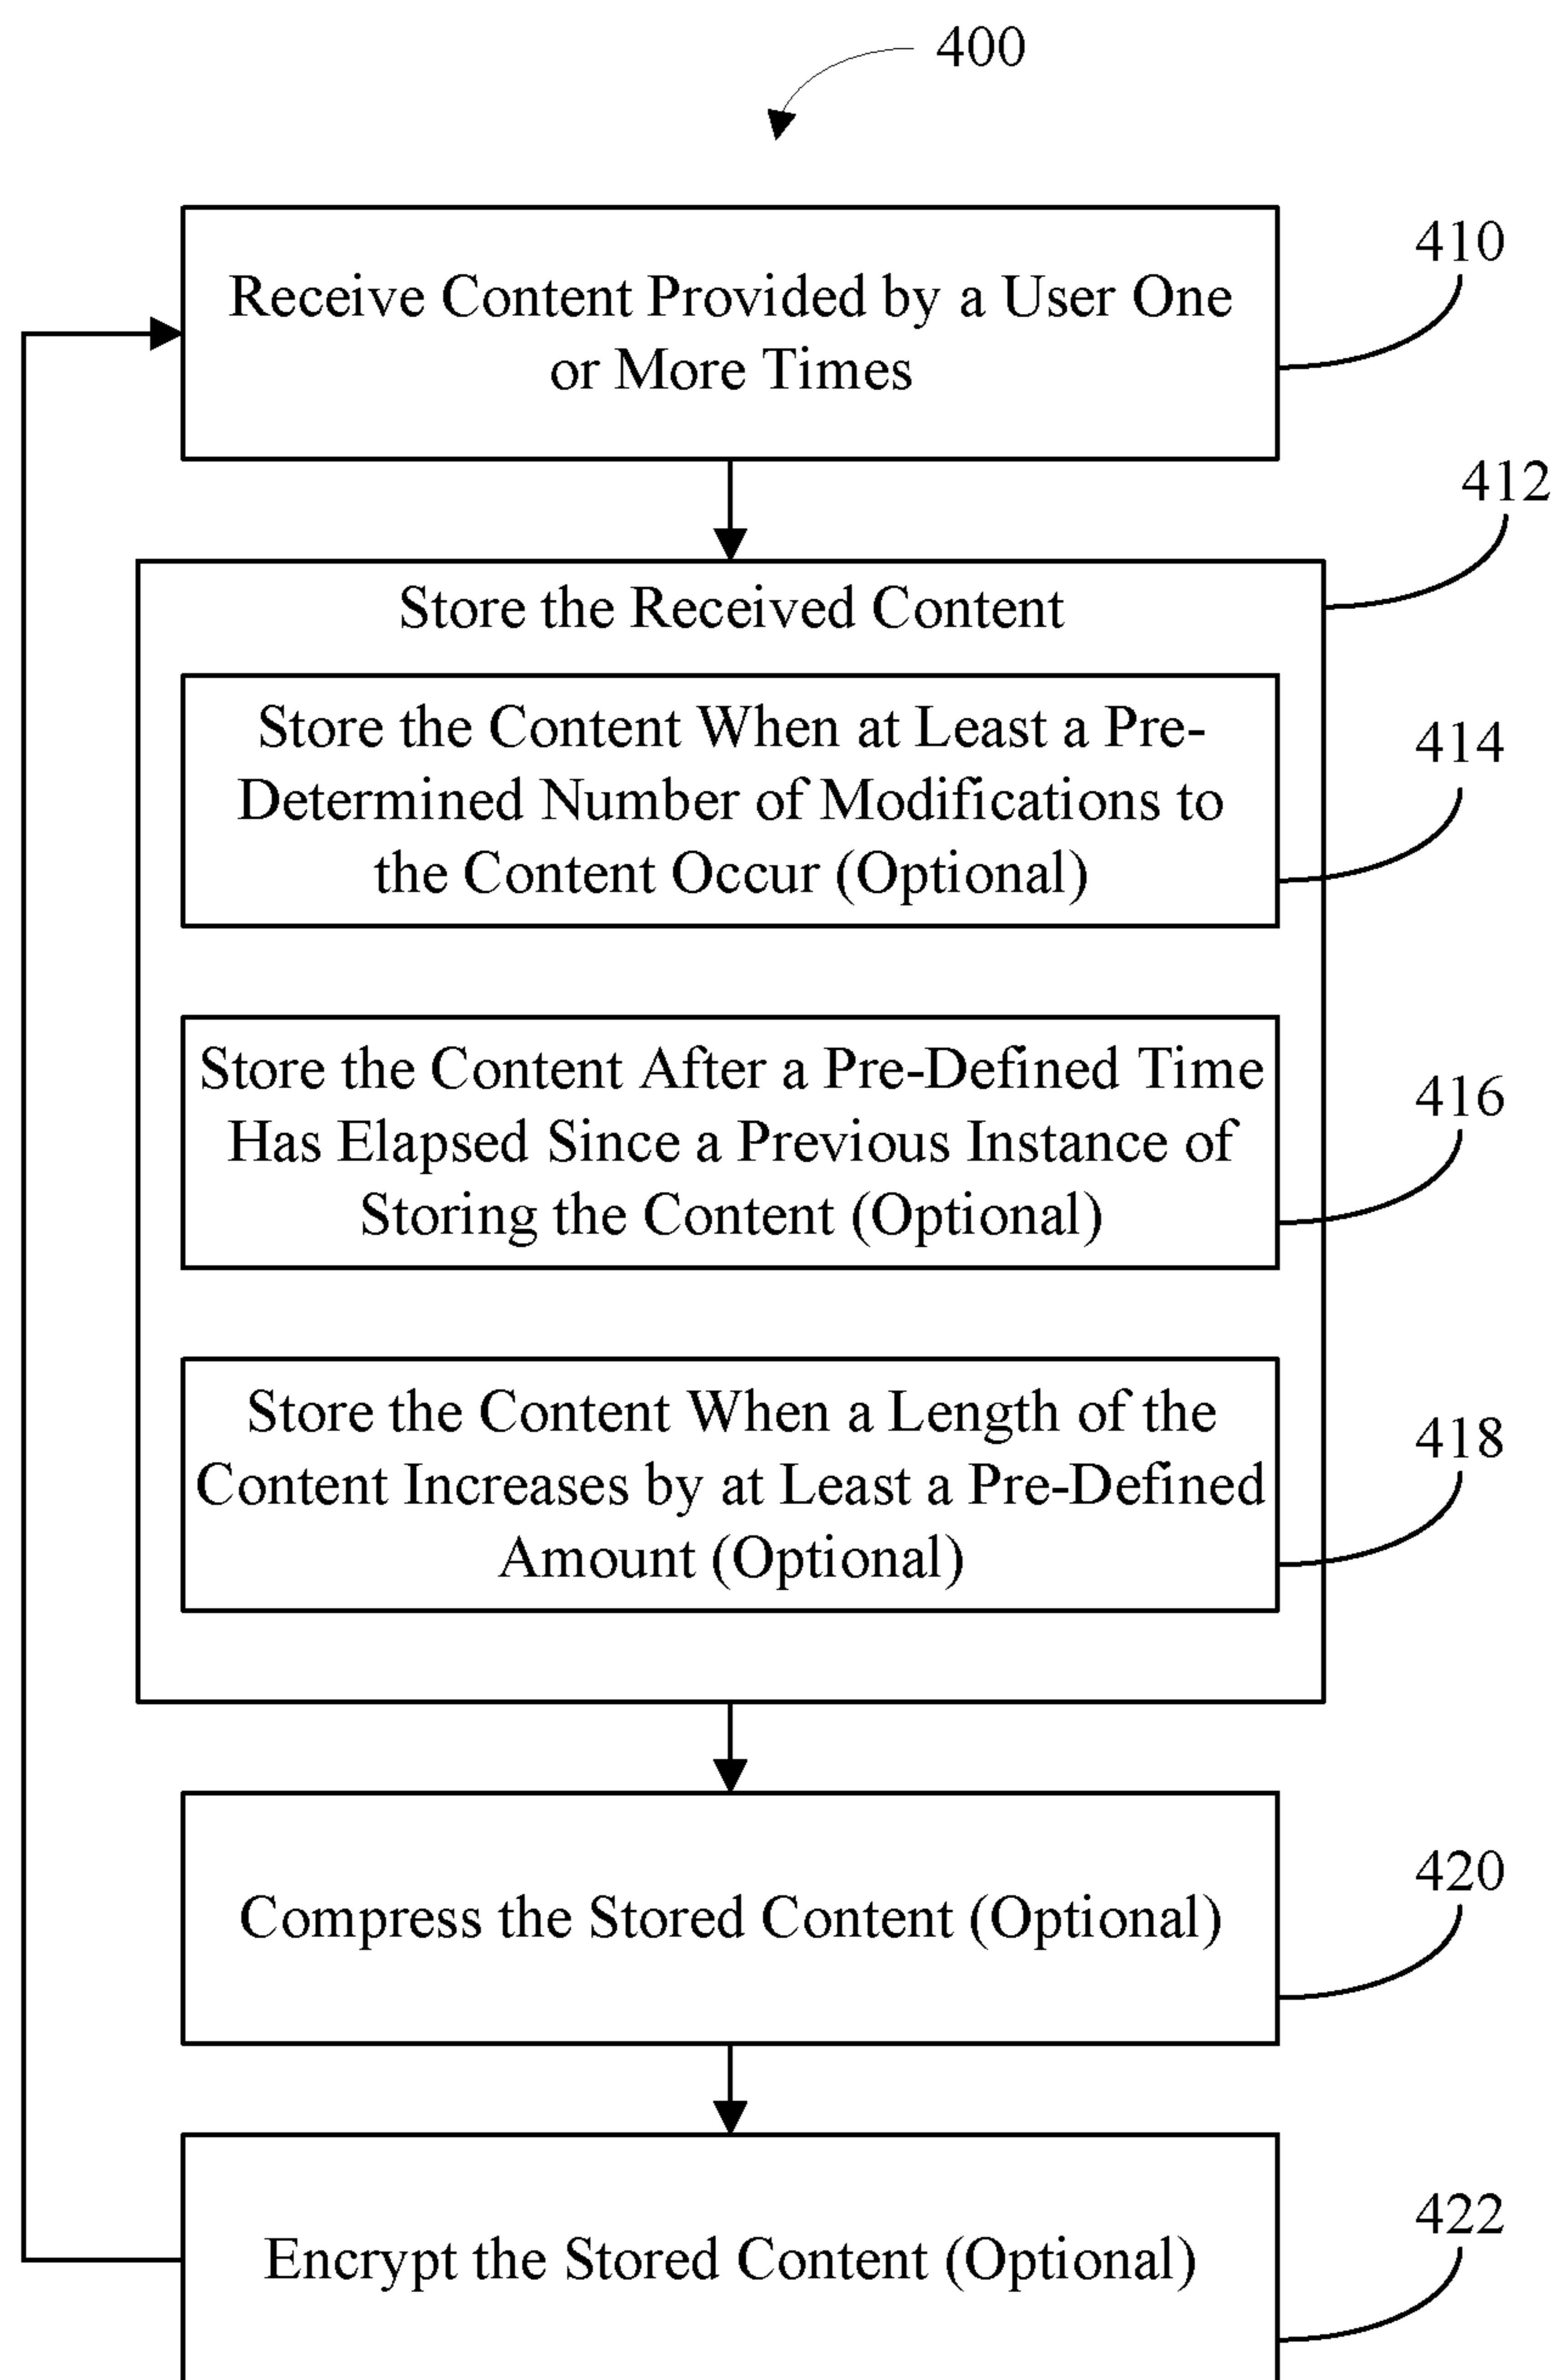 400
410
Receive Content Provided by a User One
or More Times
412
Store the Received Content
414
Store the Content When at Least a Pre-
Determined Number of Modifications to
the Content Occur (Optional)
416
Store the Content After a Pre-Defined Time
Has Elapsed Since a Previous Instance of
Storing the Content (Optional)
418
Store the Content When a Length of the
Content Increases by at Least a Pre-Defined
Amount (Optional)
420
Compress the Stored Content (Optional)
422
Encrypt the Stored Content (Optional)